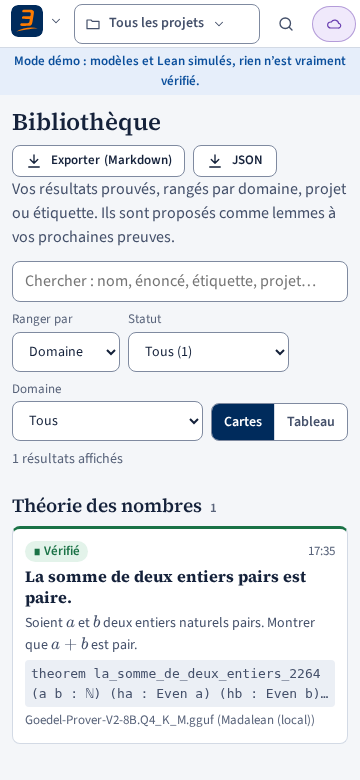 Tous les projets
Mode démo : modèles et Lean simulés, rien n'est vraiment
vérifié.
Bibliothèque
Exporter (Markdown)
JSON
Vos résultats prouvés, rangés par domaine, projet
ou étiquette. Ils sont proposés comme lemmes à
vos prochaines preuves.
Chercher : nom, énoncé, étiquette, projet…
Ranger par
Statut
Domaine
Tous (1)
Domaine
Tous
Cartes
Tableau
1 résultats affichés
Théorie des nombres 1
Vérifié
17:35
La somme de deux entiers pairs est
paire.
Soient a et b deux entiers naturels pairs. Montrer
que a + b est pair.
theorem la_somme_de_deux_entiers_2264
(a b : ℕ) (ha : Even a) (hb : Even b)…
Goedel-Prover-V2-8B.Q4_K_M.gguf (Madalean (local))